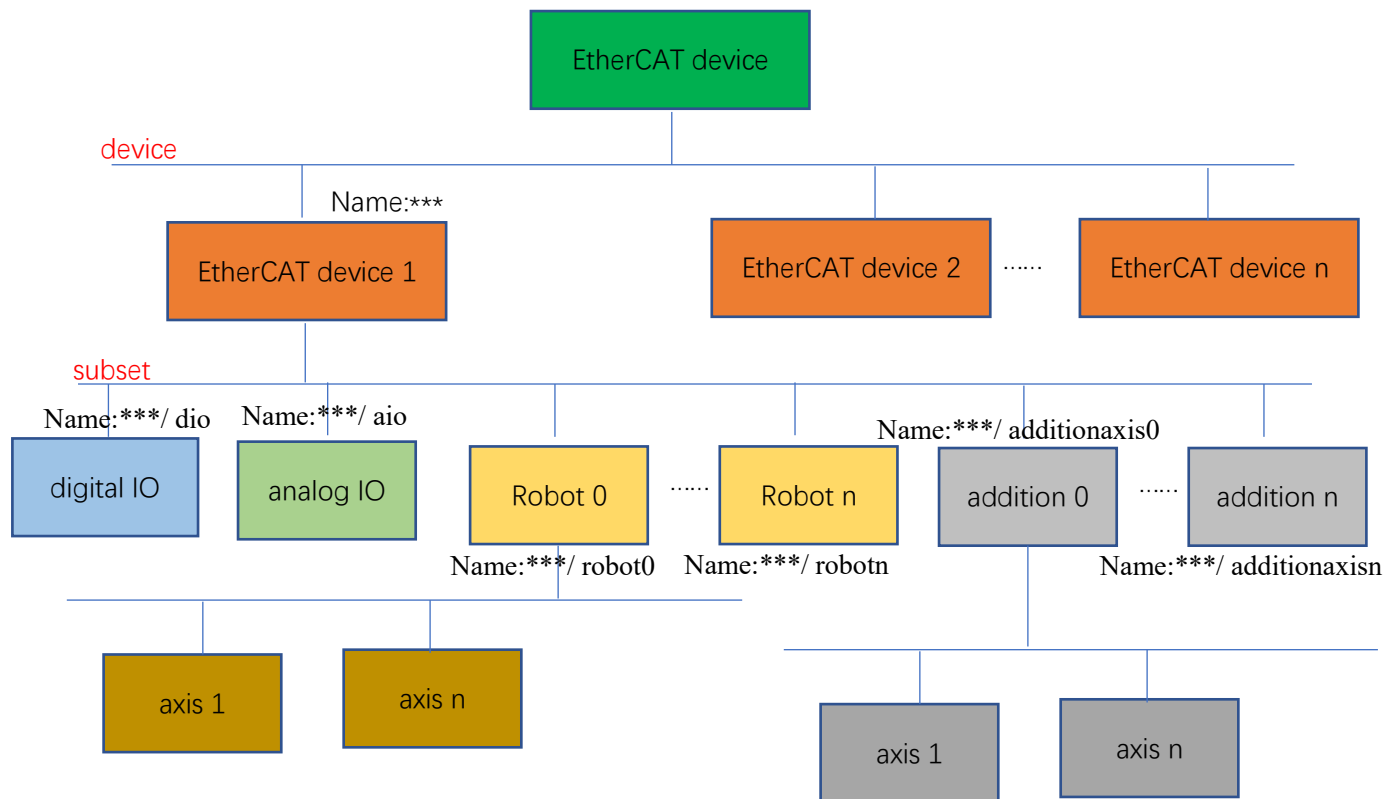 EtherCAT device
device
Name:***
EtherCAT device 1
EtherCAT device 2
......
EtherCAT device n
subset
Name:***/ dio
Name:***/ aio
Name:***/ additionaxis0
digital IO
analog IO
Robot 0
......
Robot n
addition 0
......
addition n
Name:***/ robot0
Name:***/ robotn
Name:***/ additionaxisn
axis 1
axis n
axis 1
axis n